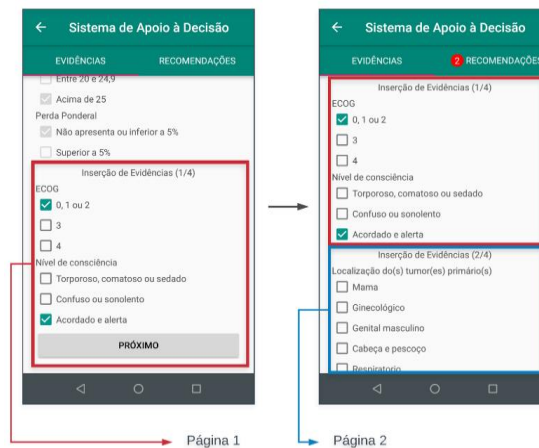 Sistema de Apoio à Decisão
EVIDÊNCIAS
RECOMENDAÇÕES
Entre 20 e 24,9
Acima de 25
Perda Ponderal
Não apresenta ou inferior a 5%
Superior a 5%
Inserção de Evidências (1/4)
ECOG
0, 1 ou 2
3
4
Nível de consciência
Torporoso, comatoso ou sedado
Confuso ou sonolento
Acordado e alerta
PRÓXIMO
Página 1
Sistema de Apoio à Decisão
EVIDÊNCIAS
2 RECOMENDAÇÕES
Inserção de Evidências (1/4)
ECOG
0, 1 ou 2
3
4
Nível de consciência
Torporoso, comatoso ou sedado
Confuso ou sonolento
Acordado e alerta
Inserção de Evidências (2/4)
Localização do(s) tumor(es) primário(s)
Mama
Ginecológico
Genital masculino
Cabeça e pescoço
Respiratorio
Página 2